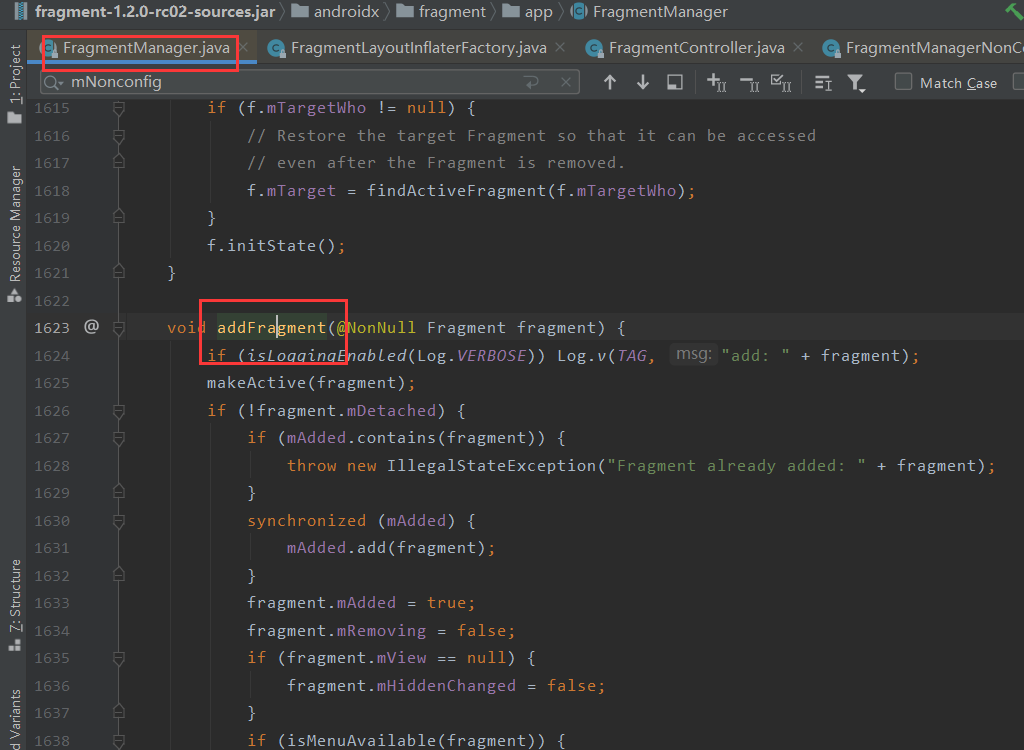 fragment-1.2.0-rc02-sources.jar androidx fragment app FragmentManager
FragmentManager.java FragmentLayoutInflaterFactory.java FragmentController.java FragmentManagerNonCo
mNonconfig Match Case
1: Project
Resource Manager
7: Structure
d Variants
1615 if (f.mTargetWho != null) {
1616 // Restore the target Fragment so that it can be accessed
1617 // even after the Fragment is removed.
1618 f.mTarget = findActiveFragment(f.mTargetWho);
1619 }
1620 f.initState();
1621 }
1622
1623 @ void addFragment(@NonNull Fragment fragment) {
1624 if (isLoggingEnabled(Log.VERBOSE)) Log.v(TAG, msg: "add: " + fragment);
1625 makeActive(fragment);
1626 if (!fragment.mDetached) {
1627 if (mAdded.contains(fragment)) {
1628 throw new IllegalStateException("Fragment already added: " + fragment);
1629 }
1630 synchronized (mAdded) {
1631 mAdded.add(fragment);
1632 }
1633 fragment.mAdded = true;
1634 fragment.mRemoving = false;
1635 if (fragment.mView == null) {
1636 fragment.mHiddenChanged = false;
1637 }
1638 if (isMenuAvailable(fragment)) {